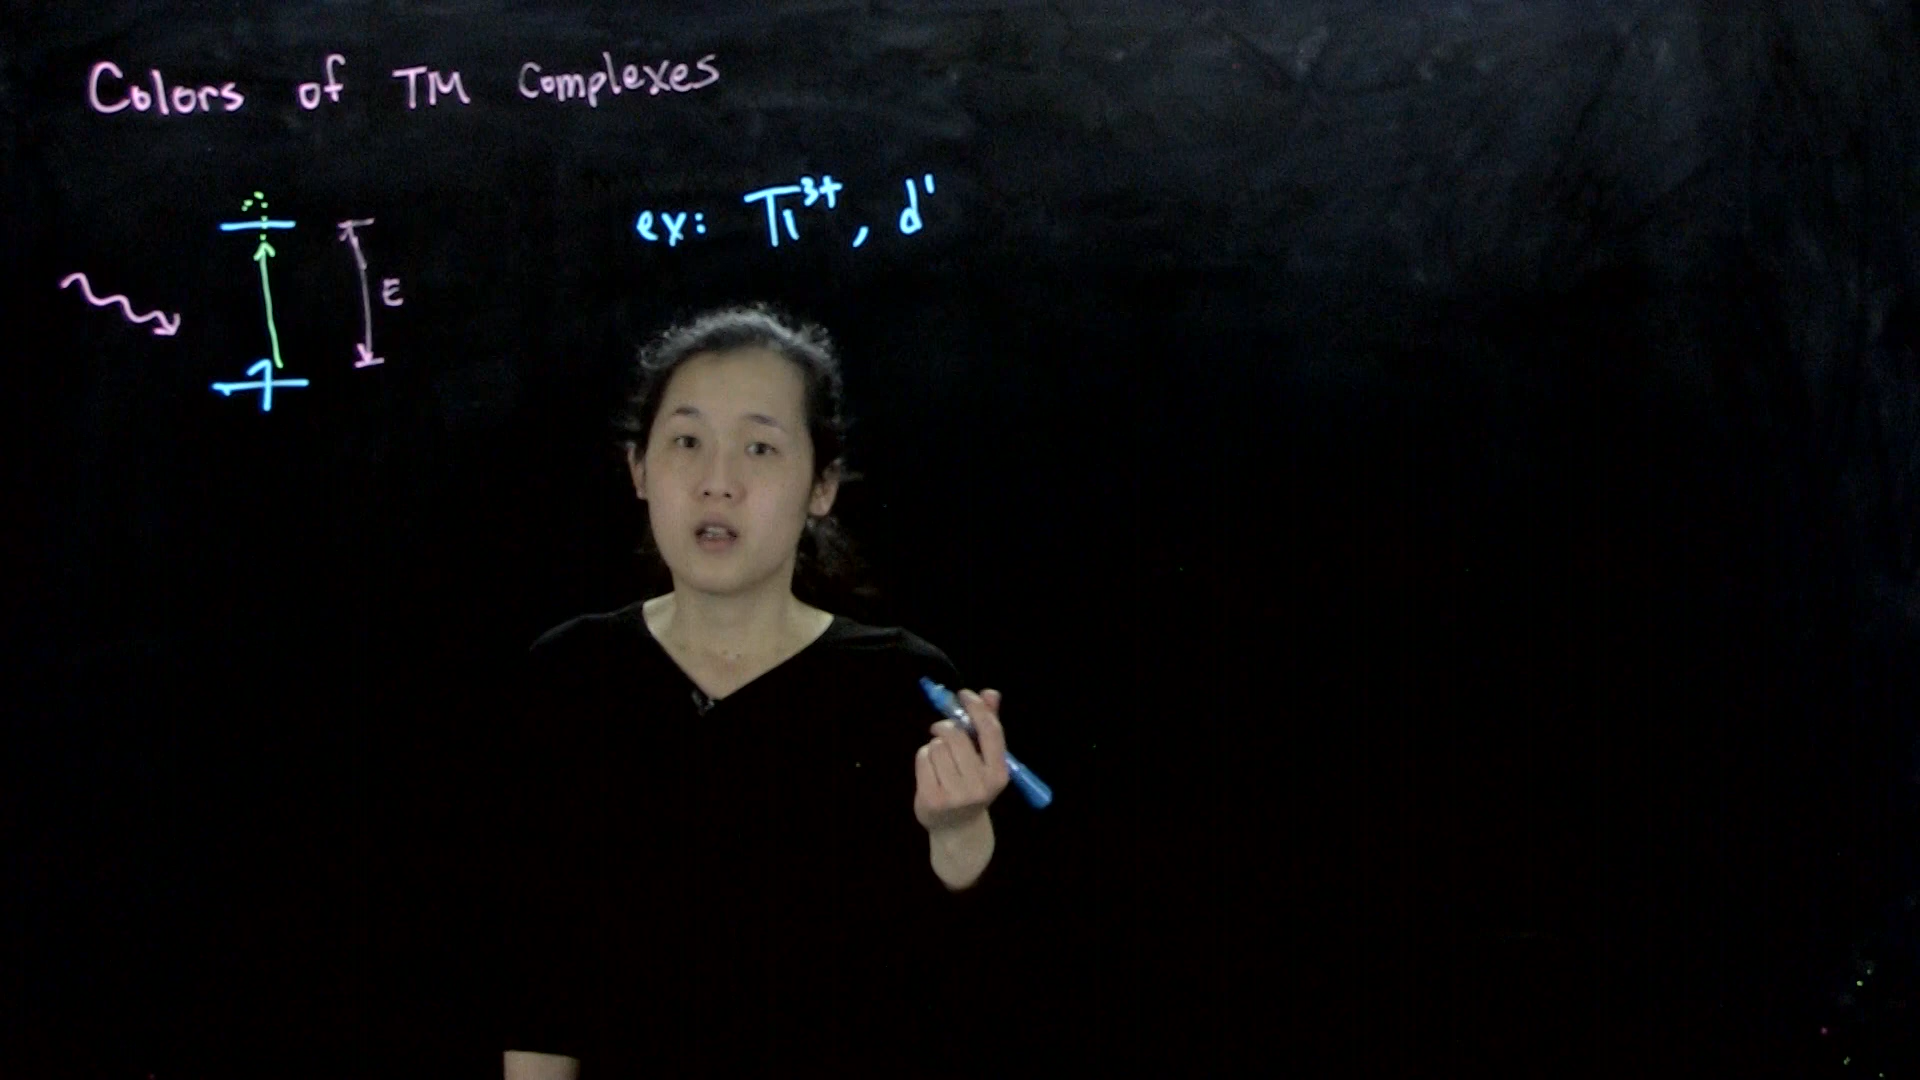 Colors of TM Complexes
ex: Ti³⁺, d¹
E